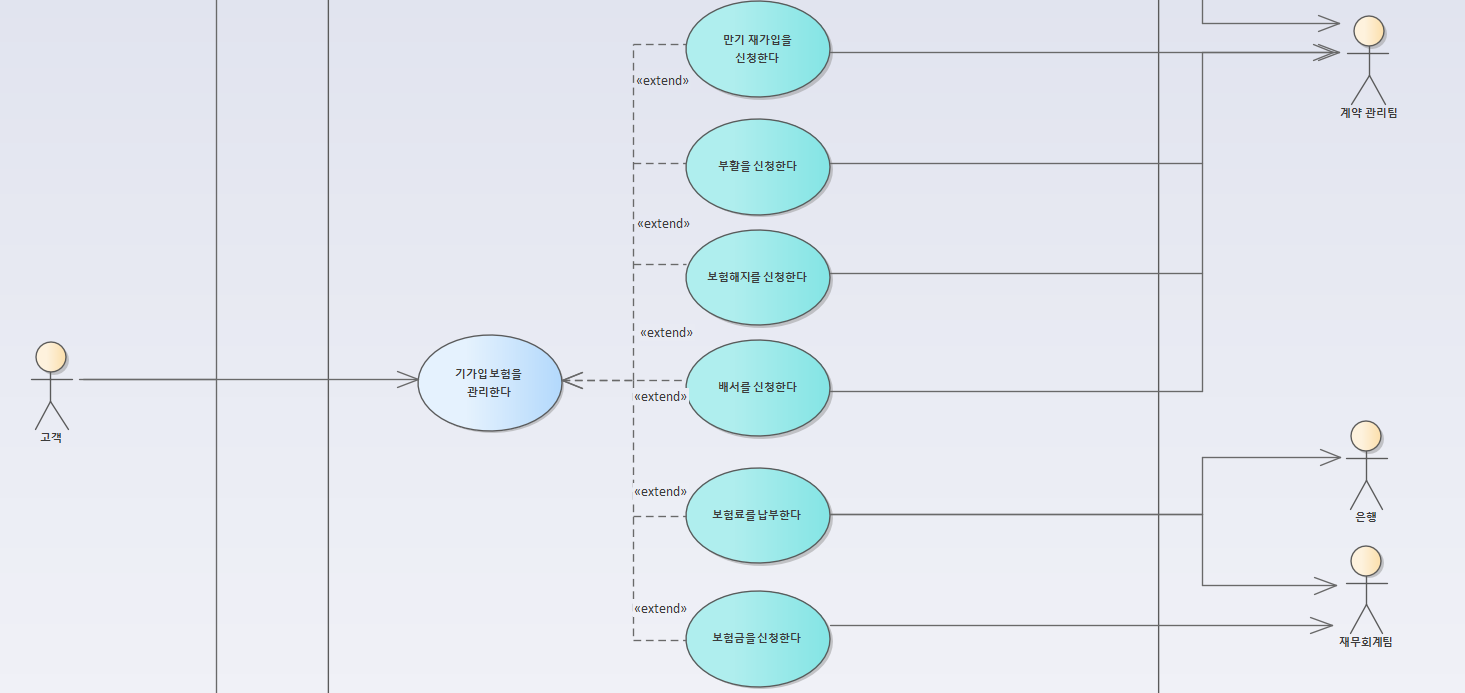 만기 재가입을
신청한다
«extend»
계약 관리팀
부활을 신청한다
«extend»
보험해지를 신청한다
«extend»
기가입 보험을
관리한다
배서를 신청한다
«extend»
고객
«extend»
보험료를 납부한다
은행
«extend»
보험금을 신청한다
재무회계팀